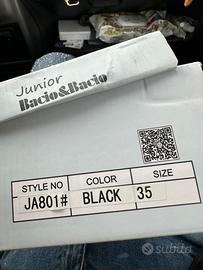 Junior
Bacio&Bacio
STYLE NO COLOR SIZE
JA801# BLACK 35
subito